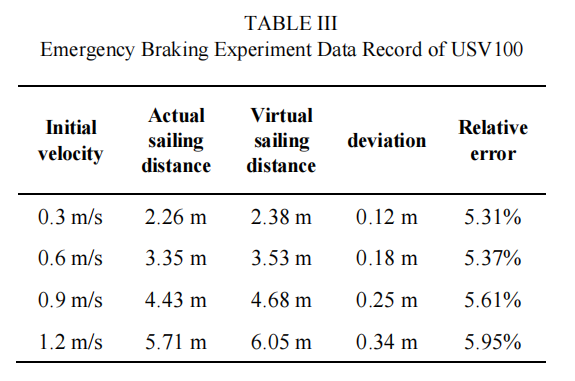 TABLE III
Emergency Braking Experiment Data Record of USV100
Initial velocity | Actual sailing distance | Virtual sailing distance | deviation | Relative error
0.3 m/s 2.26 m 2.38 m 0.12 m 5.31%
0.6 m/s 3.35 m 3.53 m 0.18 m 5.37%
0.9 m/s 4.43 m 4.68 m 0.25 m 5.61%
1.2 m/s 5.71 m 6.05 m 0.34 m 5.95%